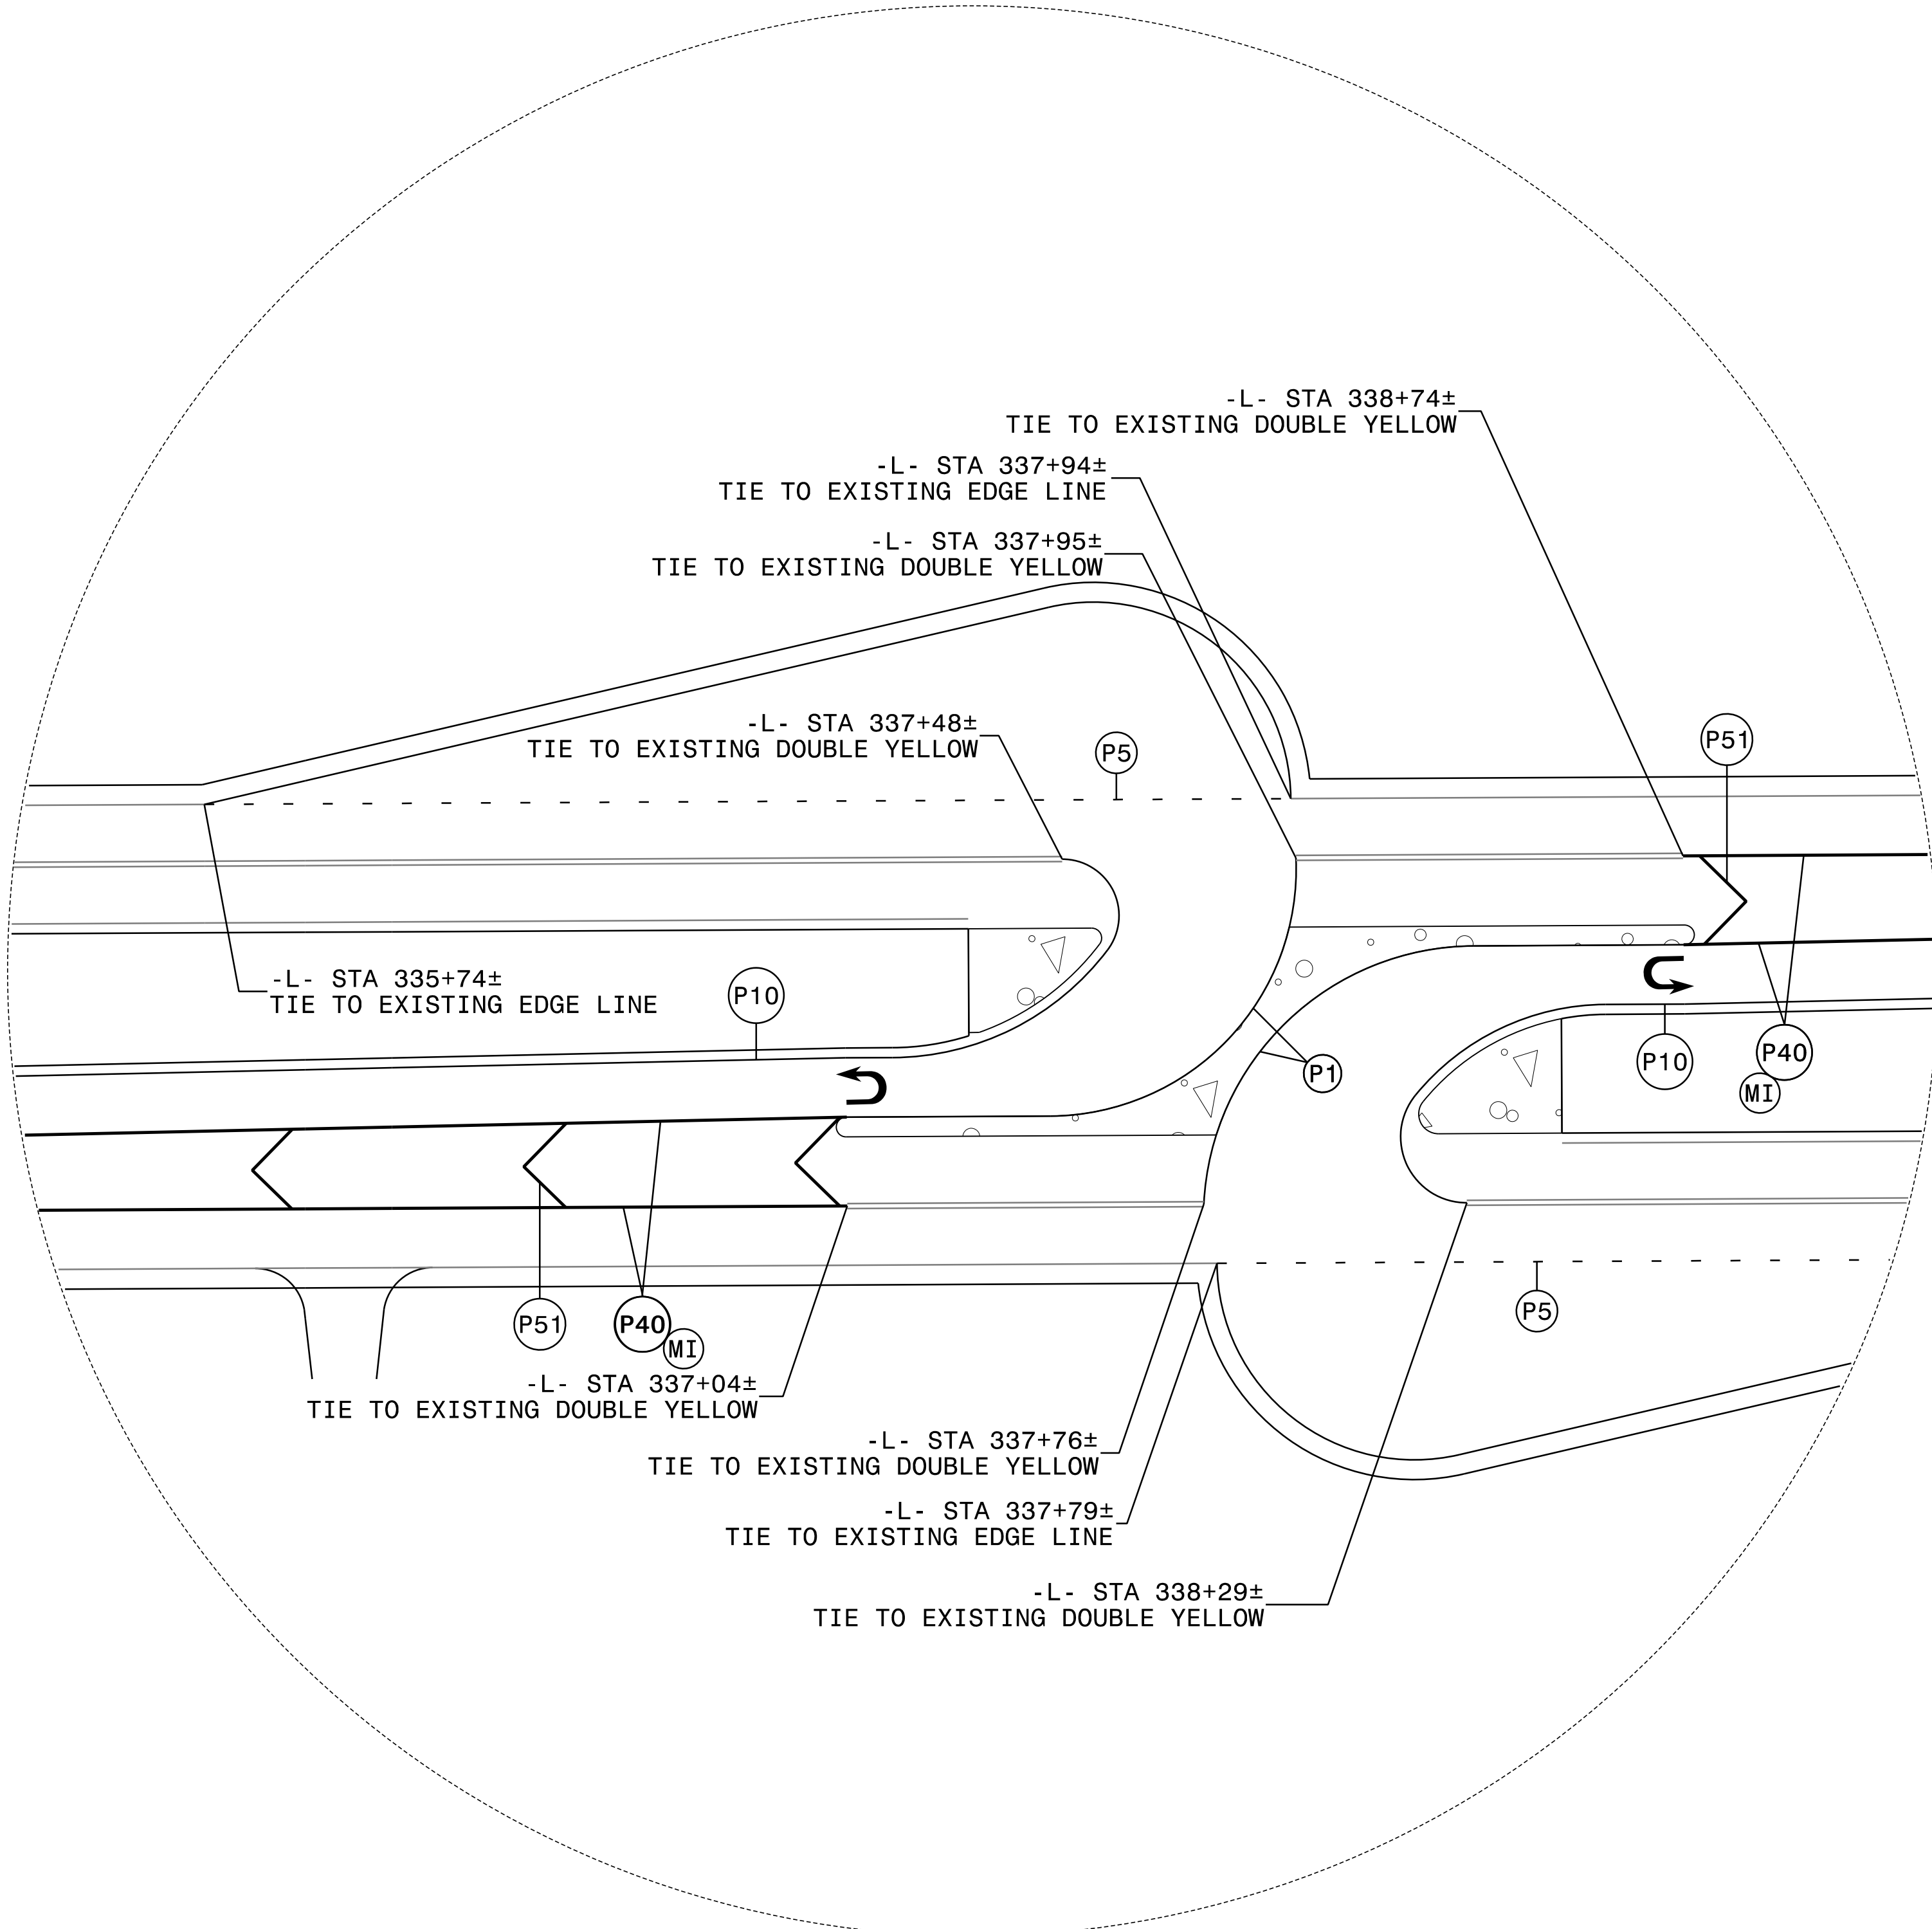 -L- STA 338+74±
TIE TO EXISTING DOUBLE YELLOW
-L- STA 337+94±
TIE TO EXISTING EDGE LINE
-L- STA 337+95±
TIE TO EXISTING DOUBLE YELLOW
-L- STA 337+48±
TIE TO EXISTING DOUBLE YELLOW
P5
P51
-L- STA 335+74±
TIE TO EXISTING EDGE LINE
P10
P1
P10
P40
MI
P51
P40
MI
P5
-L- STA 337+04±
TIE TO EXISTING DOUBLE YELLOW
-L- STA 337+76±
TIE TO EXISTING DOUBLE YELLOW
-L- STA 337+79±
TIE TO EXISTING EDGE LINE
-L- STA 338+29±
TIE TO EXISTING DOUBLE YELLOW